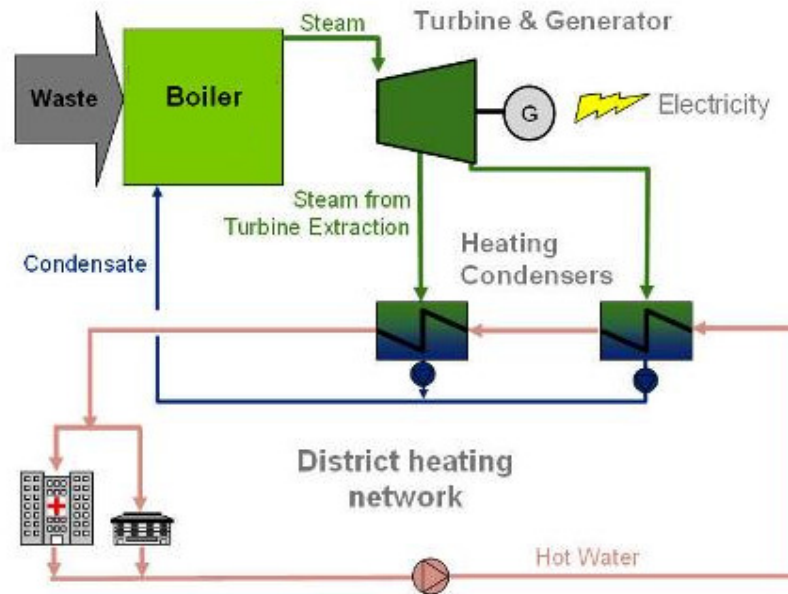 Steam
Turbine & Generator
Waste
Boiler
G
Electricity
Steam from
Turbine Extraction
Heating
Condensers
Condensate
District heating
network
Hot Water